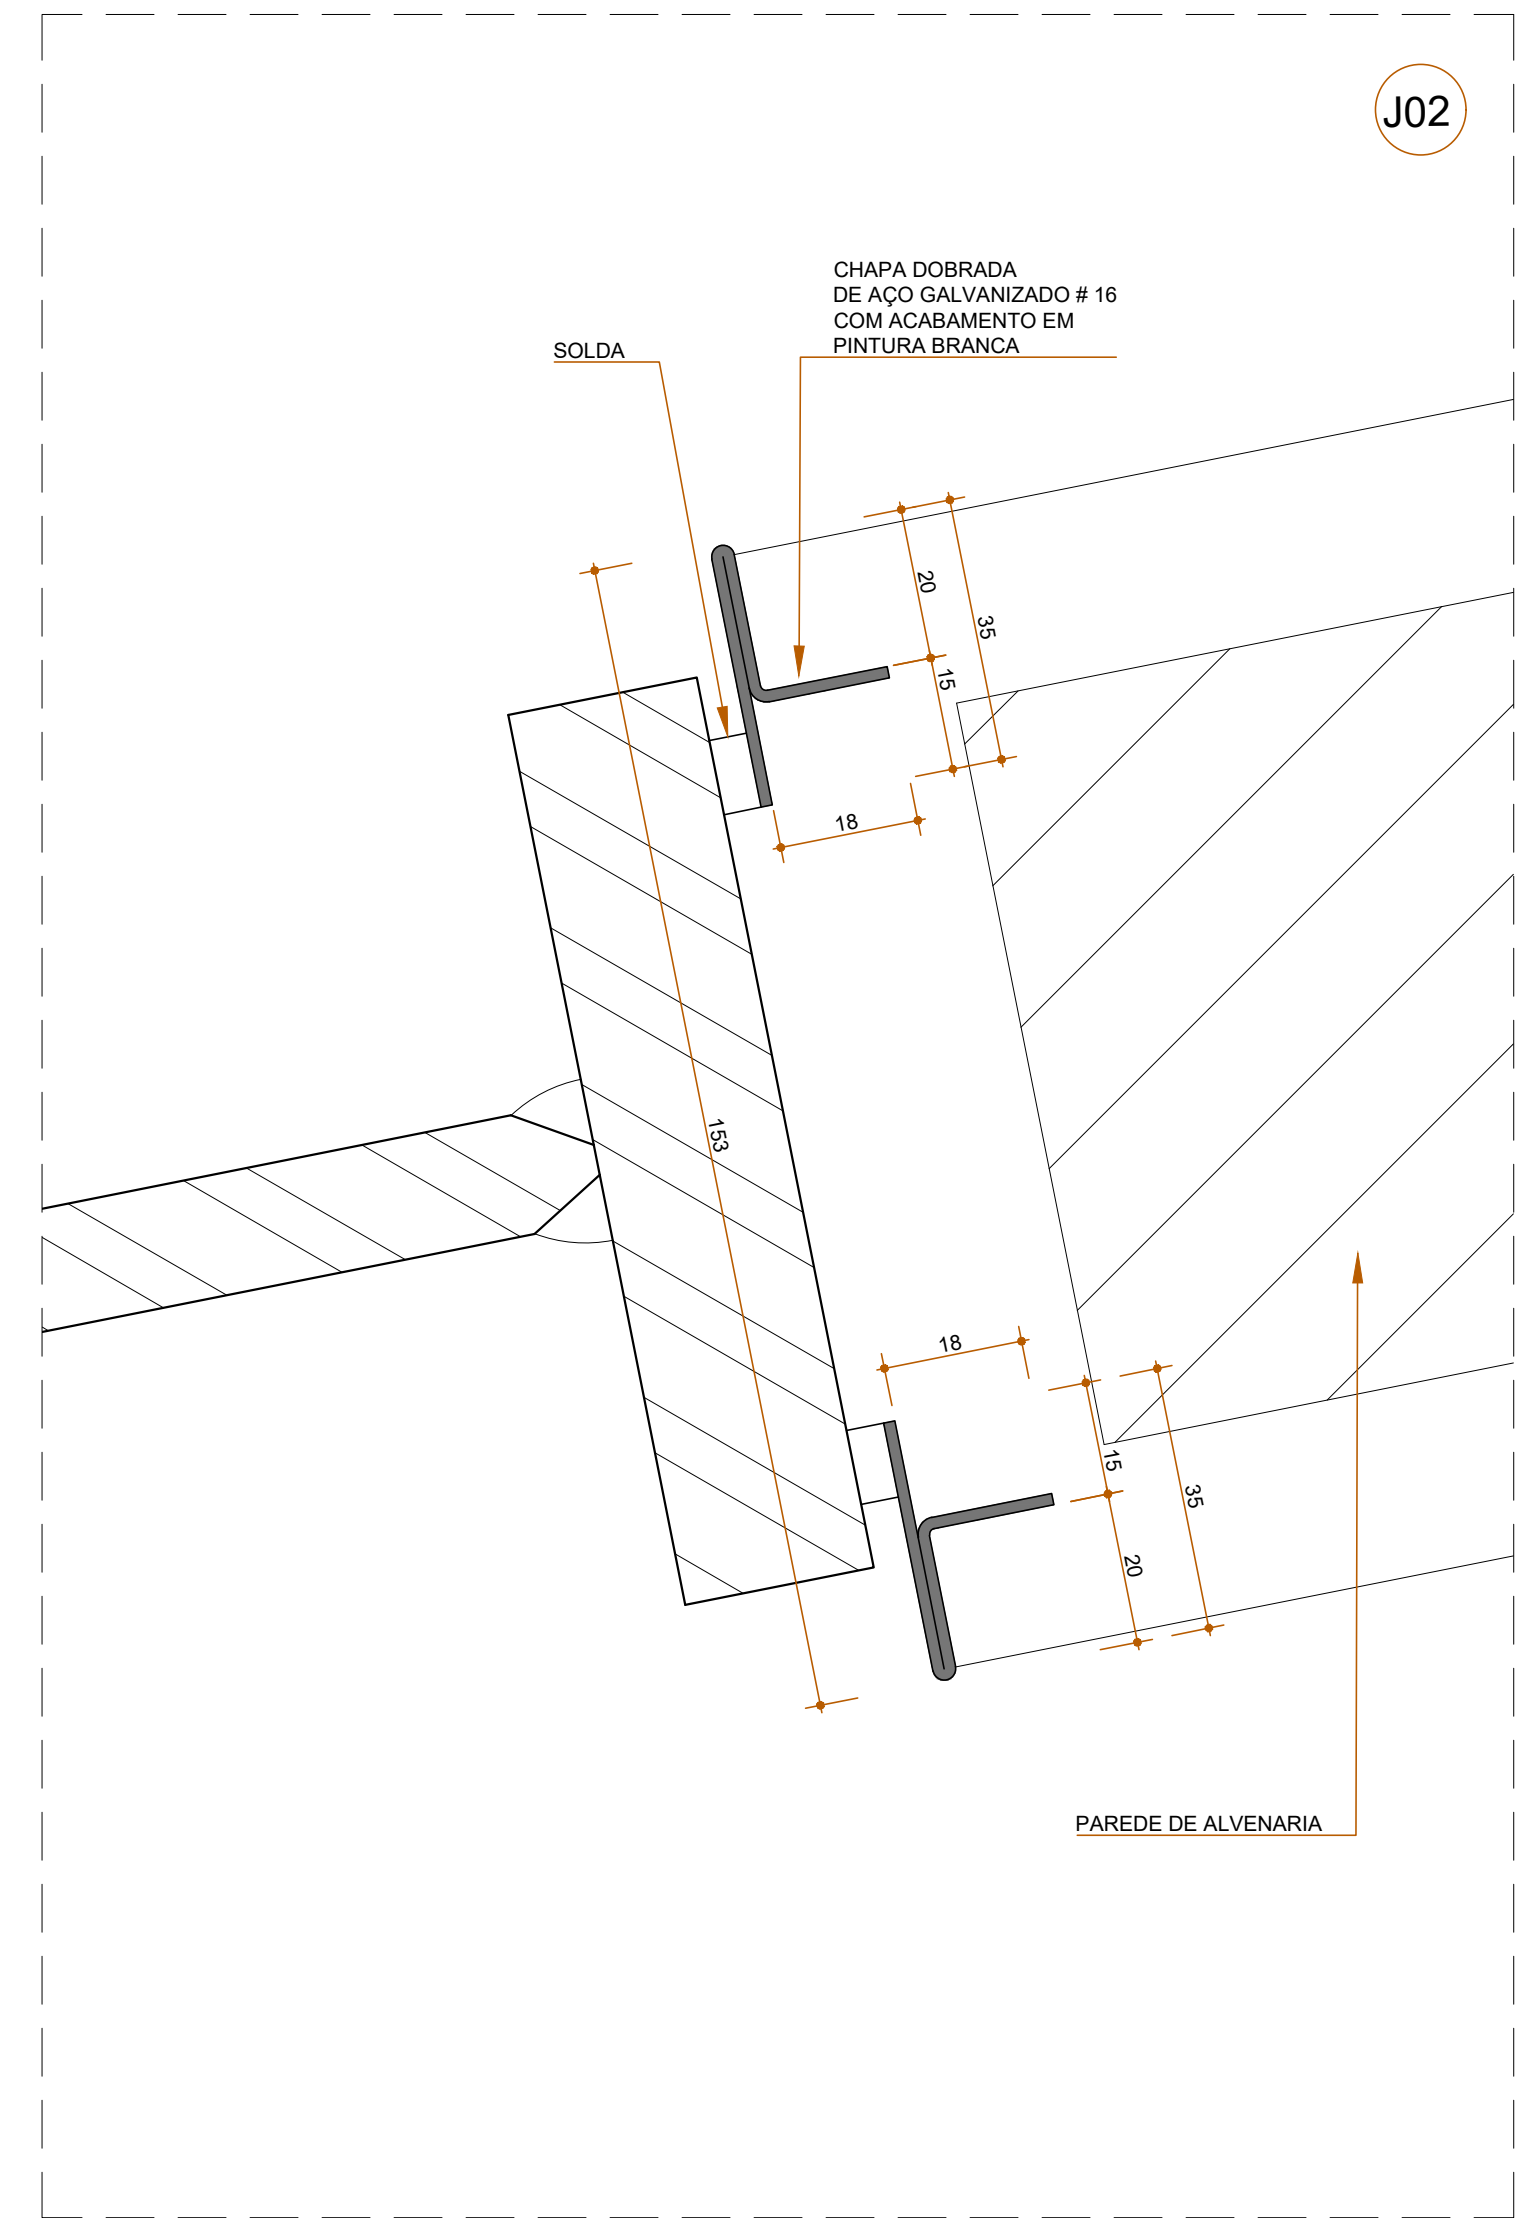 J02
CHAPA DOBRADA
DE AÇO GALVANIZADO # 16
COM ACABAMENTO EM
PINTURA BRANCA
SOLDA
20
35
15
18
153
18
15
35
20
PAREDE DE ALVENARIA